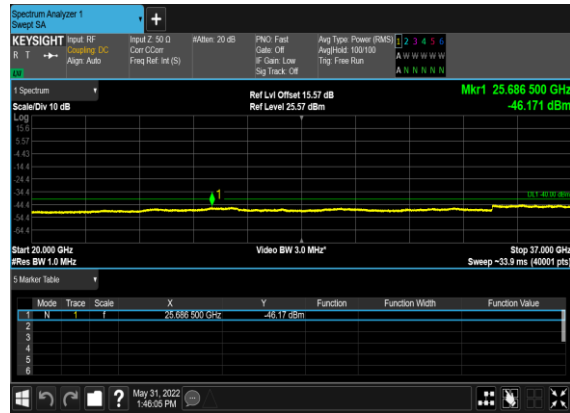 Spectrum Analyzer 1
Swept SA
KEYSIGHT Input: RF Input Z: 50 Ω #Atten: 20 dB PNO: Fast Avg Type: Power (RMS) 1 2 3 4 5 6
R T Coupling: DC Corr CCorr Gate: Off Avg|Hold: 100/100 A W W W W W
Align: Auto Freq Ref: Int (S) IF Gain: Low Trig: Free Run
Sig Track: Off A N N N N N
1 Spectrum Ref Lvl Offset 15.57 dB Mkr1 25.686 500 GHz
Scale/Div 10 dB Ref Level 25.57 dBm -46.171 dBm
Log
15.6
5.57
-4.43
-14.4
-24.4
-34.4 1
-44.4
-54.4
-64.4
Start 20.000 GHz Video BW 3.0 MHz* Stop 37.000 GHz
#Res BW 1.0 MHz Sweep ~33.9 ms (40001 pts)
5 Marker Table
Mode Trace Scale X Y Function Function Width Function Value
1 N 1 f 25.686 500 GHz -46.17 dBm
2
3
4
5
6
May 31, 2022
1:46:05 PM